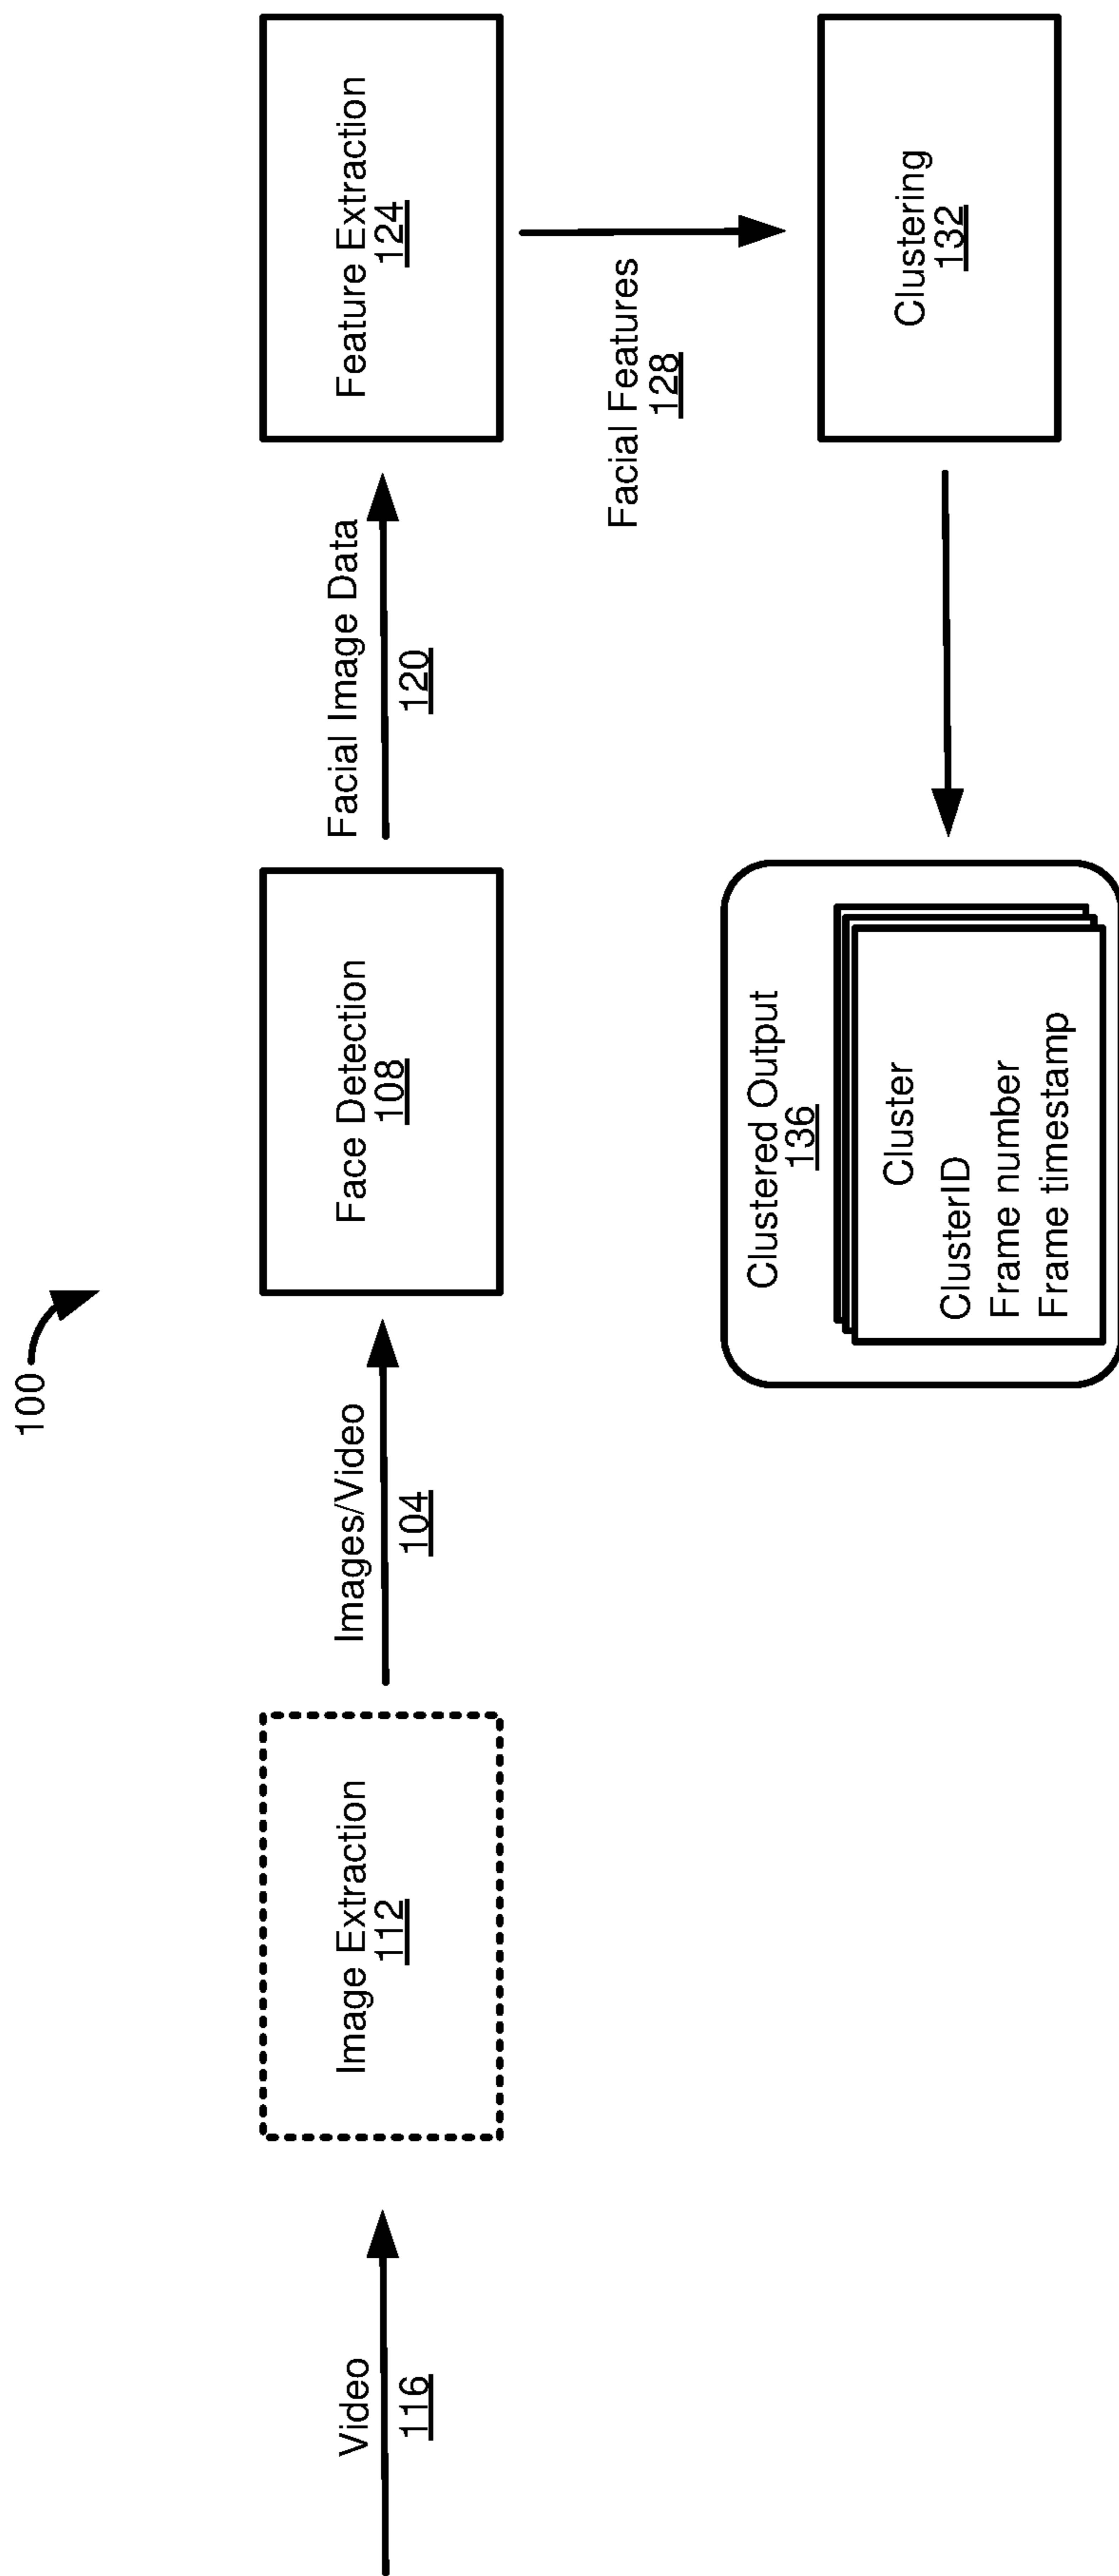 100
Video
116
Image Extraction
112
Images/Video
104
Face Detection
108
Facial Image Data
120
Feature Extraction
124
Facial Features
128
Clustering
132
Clustered Output
136
Cluster
ClusterID
Frame number
Frame timestamp